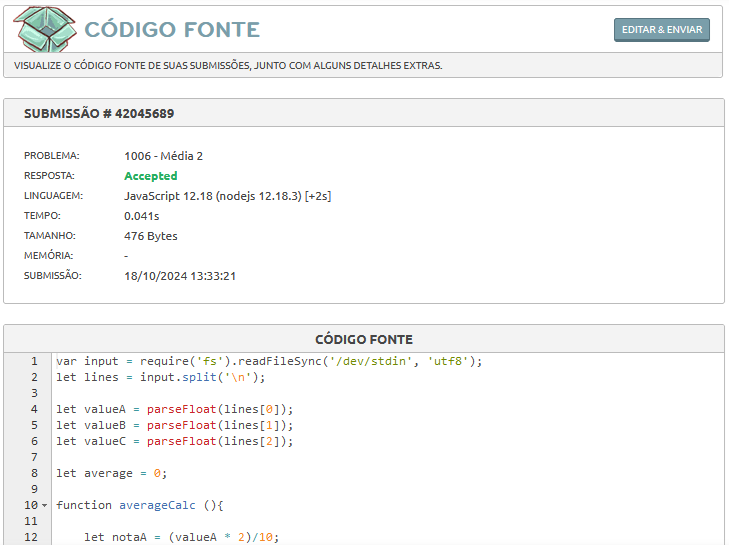 CÓDIGO FONTE
EDITAR & ENVIAR
VISUALIZE O CÓDIGO FONTE DE SUAS SUBMISSÕES, JUNTO COM ALGUNS DETALHES EXTRAS.
SUBMISSÃO # 42045689
PROBLEMA: 1006 - Média 2
RESPOSTA: Accepted
LINGUAGEM: JavaScript 12.18 (nodejs 12.18.3) [+2s]
TEMPO: 0.041s
TAMANHO: 476 Bytes
MEMÓRIA: -
SUBMISSÃO: 18/10/2024 13:33:21
CÓDIGO FONTE
1 var input = require('fs').readFileSync('/dev/stdin', 'utf8');
2 let lines = input.split('\n');
3
4 let valueA = parseFloat(lines[0]);
5 let valueB = parseFloat(lines[1]);
6 let valueC = parseFloat(lines[2]);
7
8 let average = 0;
9
10 function averageCalc (){
11
12 let notaA = (valueA * 2)/10;